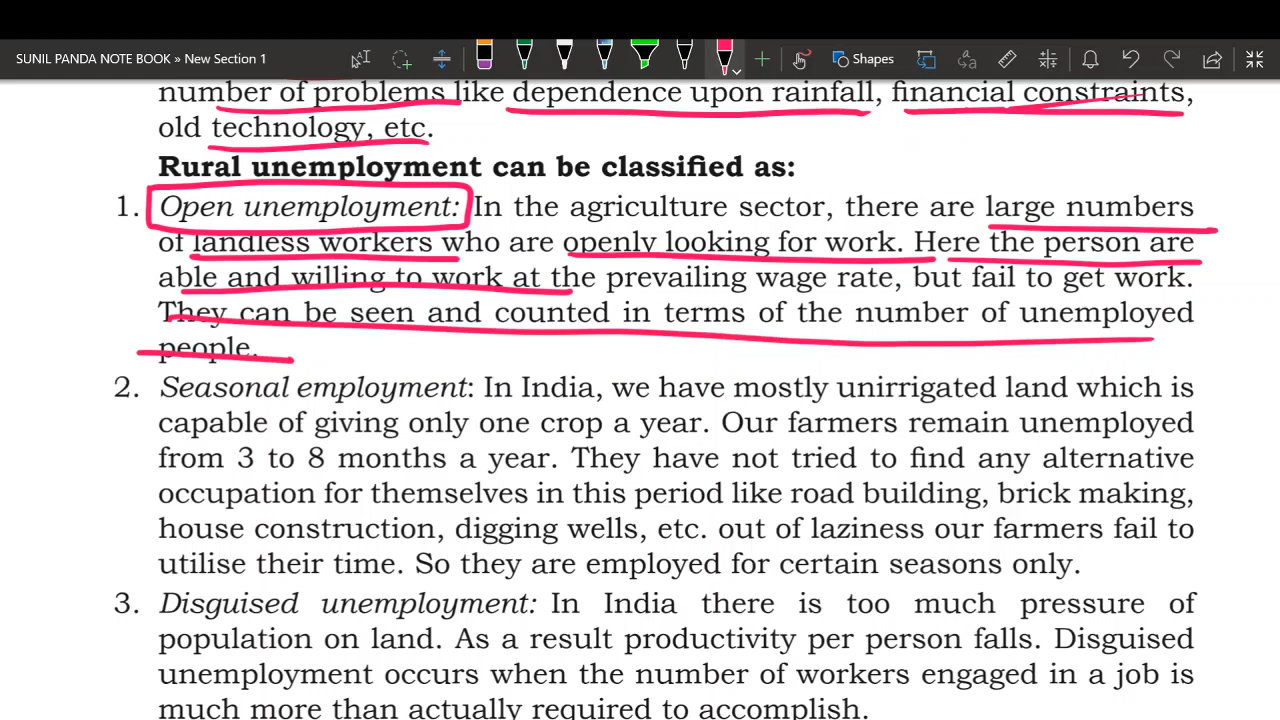 SUNIL PANDA NOTE BOOK » New Section 1
Shapes
number of problems like dependence upon rainfall, financial constraints,
old technology, etc.
Rural unemployment can be classified as:
1. Open unemployment: In the agriculture sector, there are large numbers
of landless workers who are openly looking for work. Here the person are
able and willing to work at the prevailing wage rate, but fail to get work.
They can be seen and counted in terms of the number of unemployed
people.
2. Seasonal employment: In India, we have mostly unirrigated land which is
capable of giving only one crop a year. Our farmers remain unemployed
from 3 to 8 months a year. They have not tried to find any alternative
occupation for themselves in this period like road building, brick making,
house construction, digging wells, etc. out of laziness our farmers fail to
utilise their time. So they are employed for certain seasons only.
3. Disguised unemployment: In India there is too much pressure of
population on land. As a result productivity per person falls. Disguised
unemployment occurs when the number of workers engaged in a job is
much more than actually required to accomplish.